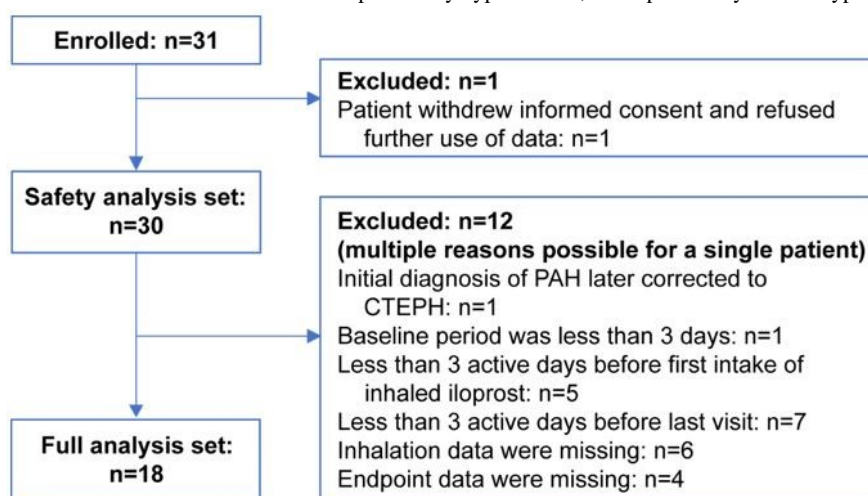 Enrolled: n=31
Excluded: n=1
Patient withdrew informed consent and refused
further use of data: n=1
Safety analysis set:
n=30
Excluded: n=12
(multiple reasons possible for a single patient)
Initial diagnosis of PAH later corrected to
CTEPH: n=1
Baseline period was less than 3 days: n=1
Less than 3 active days before first intake of
inhaled iloprost: n=5
Less than 3 active days before last visit: n=7
Inhalation data were missing: n=6
Endpoint data were missing: n=4
Full analysis set:
n=18